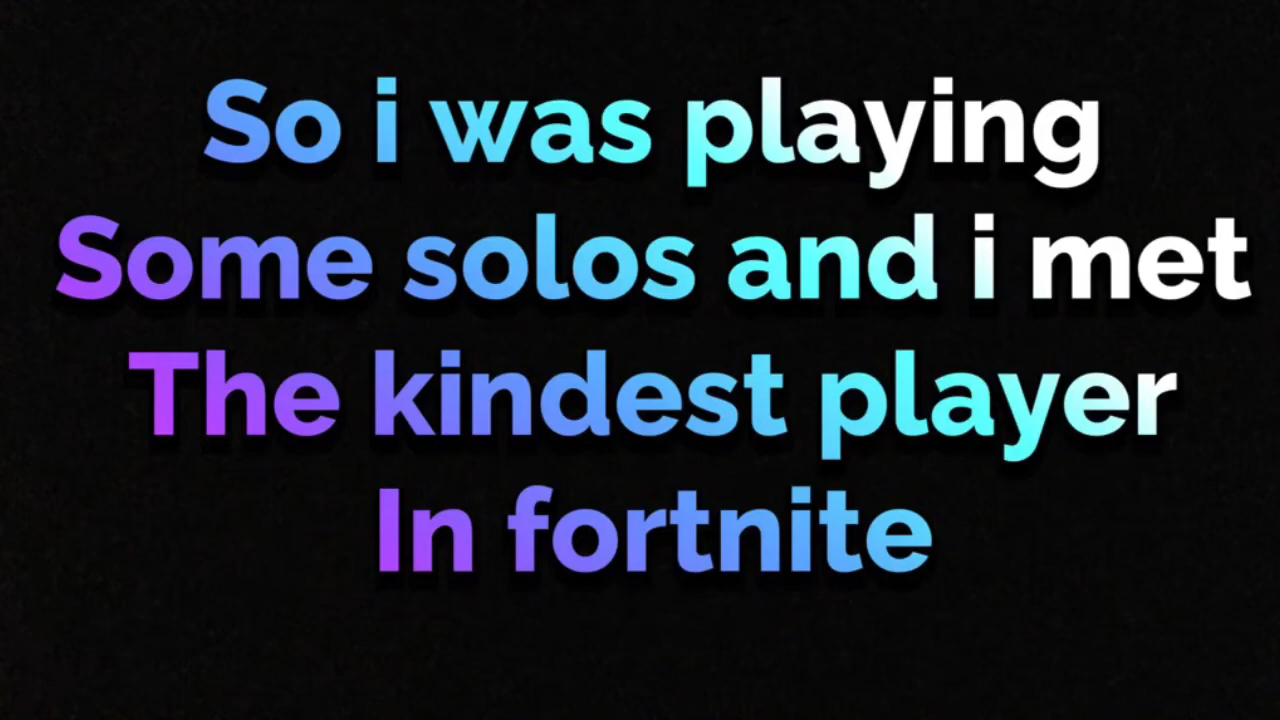 So i was playing
Some solos and i met
The kindest player
In fortnite